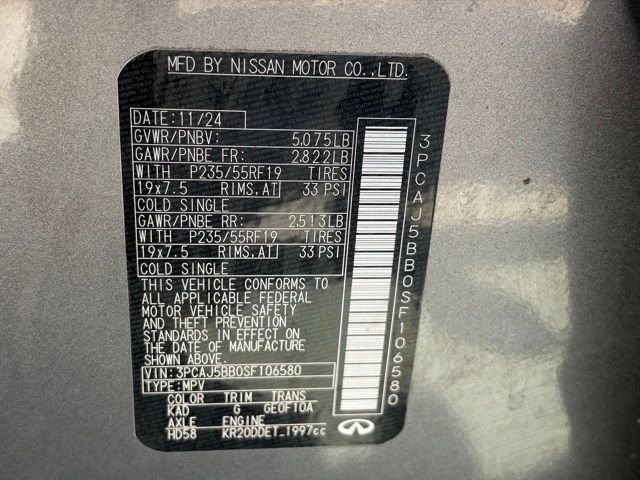 MFD BY NISSAN MOTOR CO.,LTD.
DATE:11/24
GVWR/PNBV: 5,075LB
GAWR/PNBE FR: 2,822LB
WITH P235/55RF19 TIRES
19x7.5 RIMS,AT 33 PSI
COLD SINGLE
GAWR/PNBE RR: 2,513LB
WITH P235/55RF19 TIRES
19x7.5 RIMS,AT 33 PSI
COLD SINGLE
THIS VEHICLE CONFORMS TO
ALL APPLICABLE FEDERAL
MOTOR VEHICLE SAFETY
AND THEFT PREVENTION
STANDARDS IN EFFECT ON
THE DATE OF MANUFACTURE
SHOWN ABOVE.
VIN: 3PCAJ5BB0SF106580
TYPE:MPV
COLOR TRIM TRANS
KAD G GEOF10A
AXLE ENGINE
HD58 KR20DDET 1997cc
3PCAJ5BB0SF106580